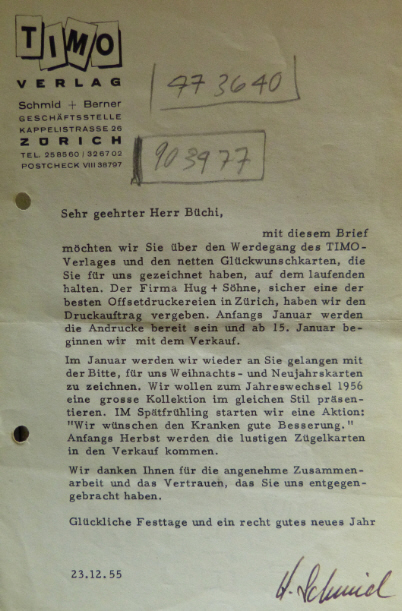 TIMO
VERLAG
Schmid + Berner
GESCHÄFTSSTELLE
KAPPELISTRASSE 26
ZÜRICH
TEL. 258560 / 326702
POSTCHECK VIII 38797
473640
903977
Sehr geehrter Herr Büchi,
mit diesem Brief
möchten wir Sie über den Werdegang des TIMO-
Verlages und den netten Glückwunschkarten, die
Sie für uns gezeichnet haben, auf dem laufenden
halten. Der Firma Hug + Söhne, sicher eine der
besten Offsetdruckereien in Zürich, haben wir den
Druckauftrag vergeben. Anfangs Januar werden
die Andrucke bereit sein und ab 15. Januar be-
ginnen wir mit dem Verkauf.
Im Januar werden wir wieder an Sie gelangen mit
der Bitte, für uns Weihnachts- und Neujahrskarten
zu zeichnen. Wir wollen zum Jahreswechsel 1956
eine grosse Kollektion im gleichen Stil präsen-
tieren. IM Spätfrühling starten wir eine Aktion:
"Wir wünschen den Kranken gute Besserung."
Anfangs Herbst werden die lustigen Zügelkarten
in den Verkauf kommen.
Wir danken Ihnen für die angenehme Zusammen-
arbeit und das Vertrauen, das Sie uns entgegen-
gebracht haben.
Glückliche Festtage und ein recht gutes neues Jahr
23.12.55
H. Schmid